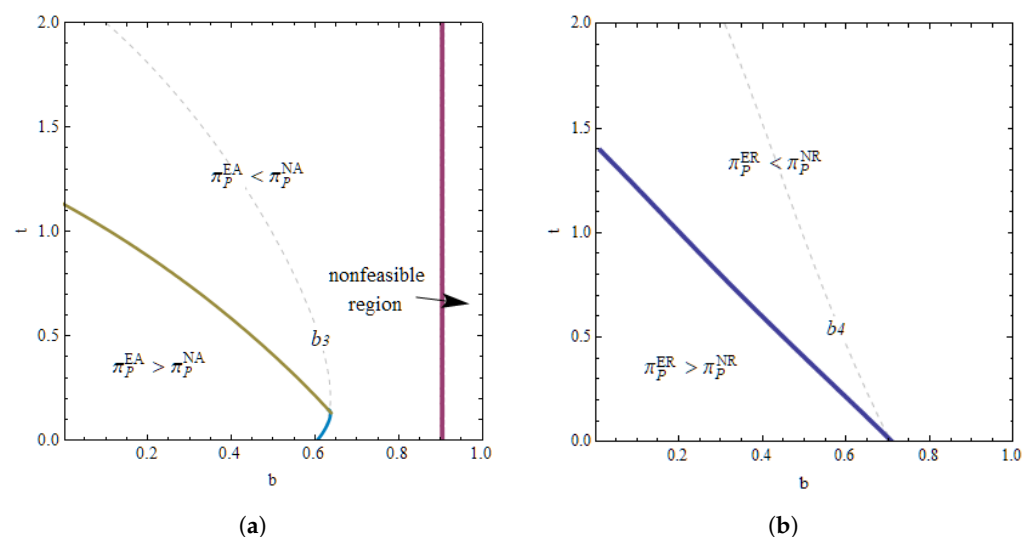 2.0
1.5
t 1.0
0.5
0.0
0.2 0.4 0.6 0.8 1.0
b
π_P^EA < π_P^NA
nonfeasible
region
b3
π_P^EA > π_P^NA
(a)
2.0
1.5
t 1.0
0.5
0.0
0.2 0.4 0.6 0.8 1.0
b
π_P^ER < π_P^NR
b4
π_P^ER > π_P^NR
(b)